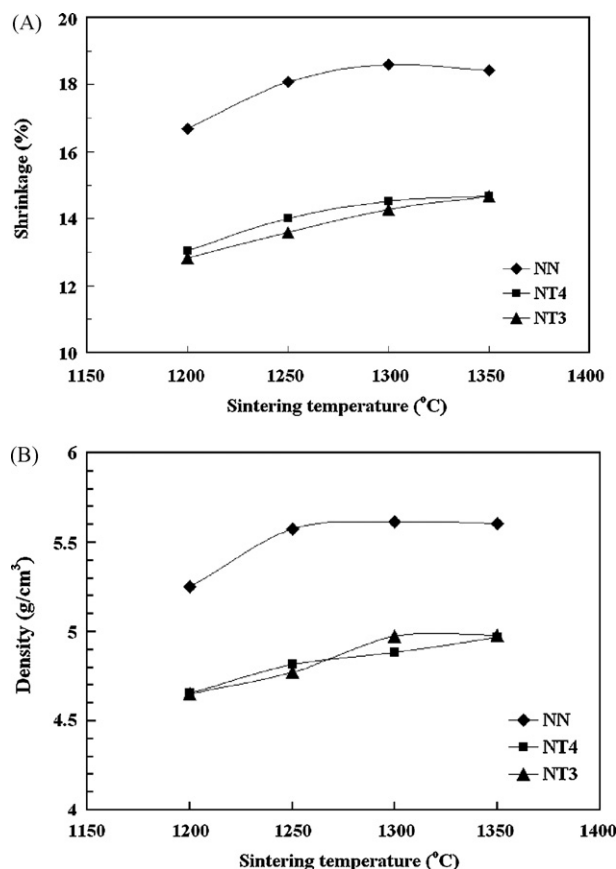 (A)
20
18
16
14
12
10
Shrinkage (%)
NN
NT4
NT3
1150 1200 1250 1300 1350 1400
Sintering temperature (°C)
(B)
6
5.5
5
4.5
4
Density (g/cm³)
NN
NT4
NT3
1150 1200 1250 1300 1350 1400
Sintering temperature (°C)